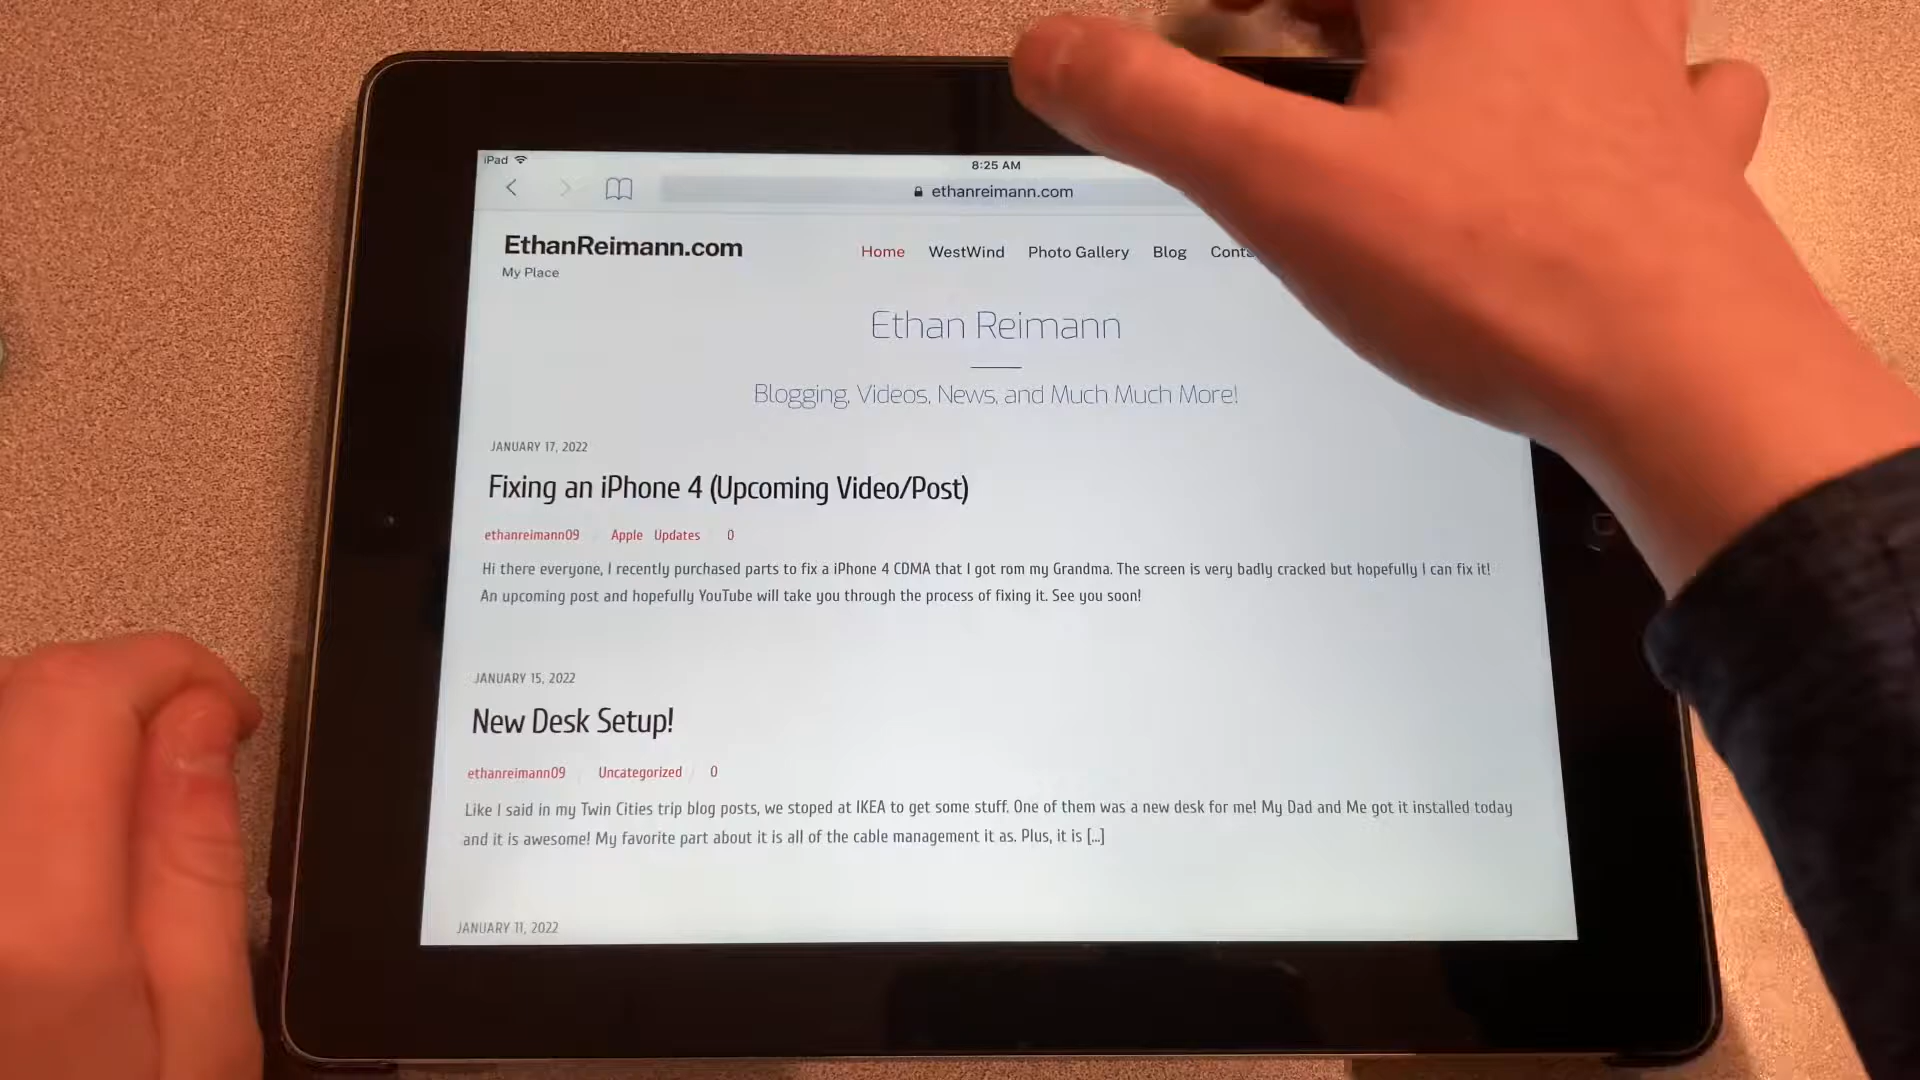 iPad
8:25 AM
ethanreimann.com
EthanReimann.com
My Place
Home WestWind Photo Gallery Blog
Ethan Reimann
Blogging, Videos, News, and Much Much More!
JANUARY 17, 2022
Fixing an iPhone 4 (Upcoming Video/Post)
ethanreimann09 Apple Updates 0
Hi there everyone, I recently purchased parts to fix a iPhone 4 CDMA that I got rom my Grandma. The screen is very badly cracked but hopefully I can fix it!
An upcoming post and hopefully YouTube will take you through the process of fixing it. See you soon!
JANUARY 15, 2022
New Desk Setup!
ethanreimann09 Uncategorized 0
Like I said in my Twin Cities trip blog posts, we stoped at IKEA to get some stuff. One of them was a new desk for me! My Dad and Me got it installed today
and it is awesome! My favorite part about it is all of the cable management it as. Plus, it is [...]
JANUARY 11, 2022